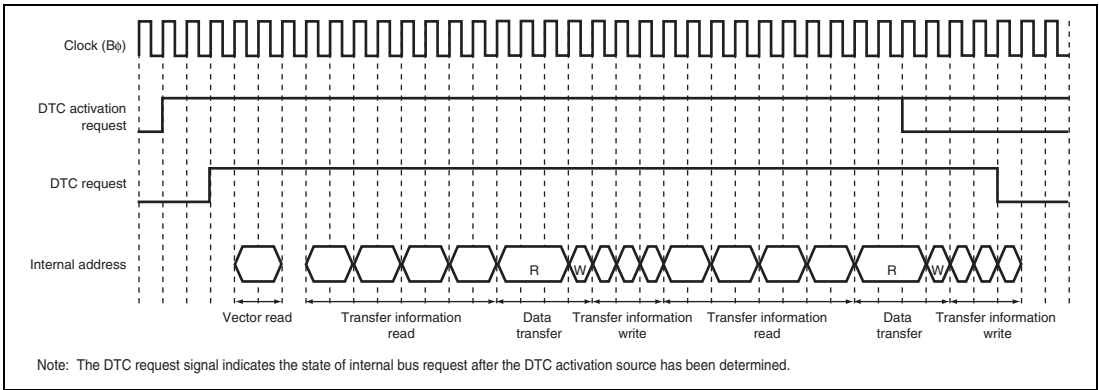 Clock (Bϕ)
DTC activation
request
DTC request
Internal address
R
W
R
W
Vector read
Transfer information
read
Data
transfer
Transfer information
write
Transfer information
read
Data
transfer
Transfer information
write
Note: The DTC request signal indicates the state of internal bus request after the DTC activation source has been determined.